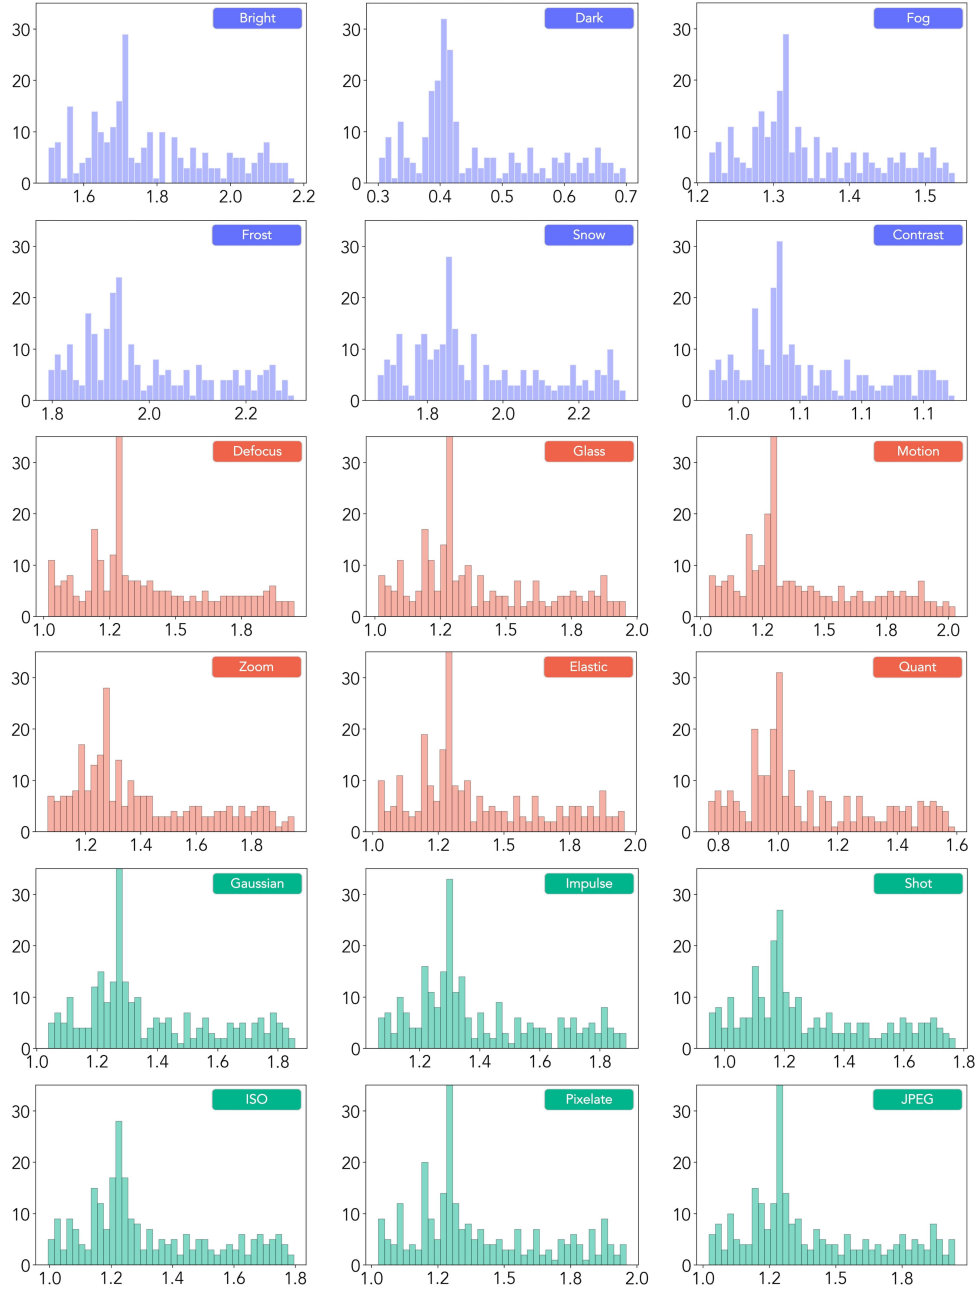 Bright Dark Fog
30 30 30
20 20 20
10 10 10
0 0 0
1.6 1.8 2.0 2.2 0.3 0.4 0.5 0.6 0.7 1.2 1.3 1.4 1.5
Frost Snow Contrast
30 30 30
20 20 20
10 10 10
0 0 0
1.8 2.0 2.2 1.8 2.0 2.2 1.0 1.1 1.1 1.1
Defocus Glass Motion
30 30 30
20 20 20
10 10 10
0 0 0
1.0 1.2 1.5 1.8 1.0 1.2 1.5 1.8 2.0 1.0 1.2 1.5 1.8 2.0
Zoom Elastic Quant
30 30 30
20 20 20
10 10 10
0 0 0
1.2 1.4 1.6 1.8 1.0 1.2 1.5 1.8 2.0 0.8 1.0 1.2 1.4 1.6
Gaussian Impulse Shot
30 30 30
20 20 20
10 10 10
0 0 0
1.0 1.2 1.4 1.6 1.8 1.2 1.4 1.6 1.8 1.0 1.2 1.4 1.6 1.8
ISO Pixelate JPEG
30 30 30
20 20 20
10 10 10
0 0 0
1.0 1.2 1.4 1.6 1.8 1.0 1.2 1.5 1.8 2.0 1.0 1.2 1.5 1.8